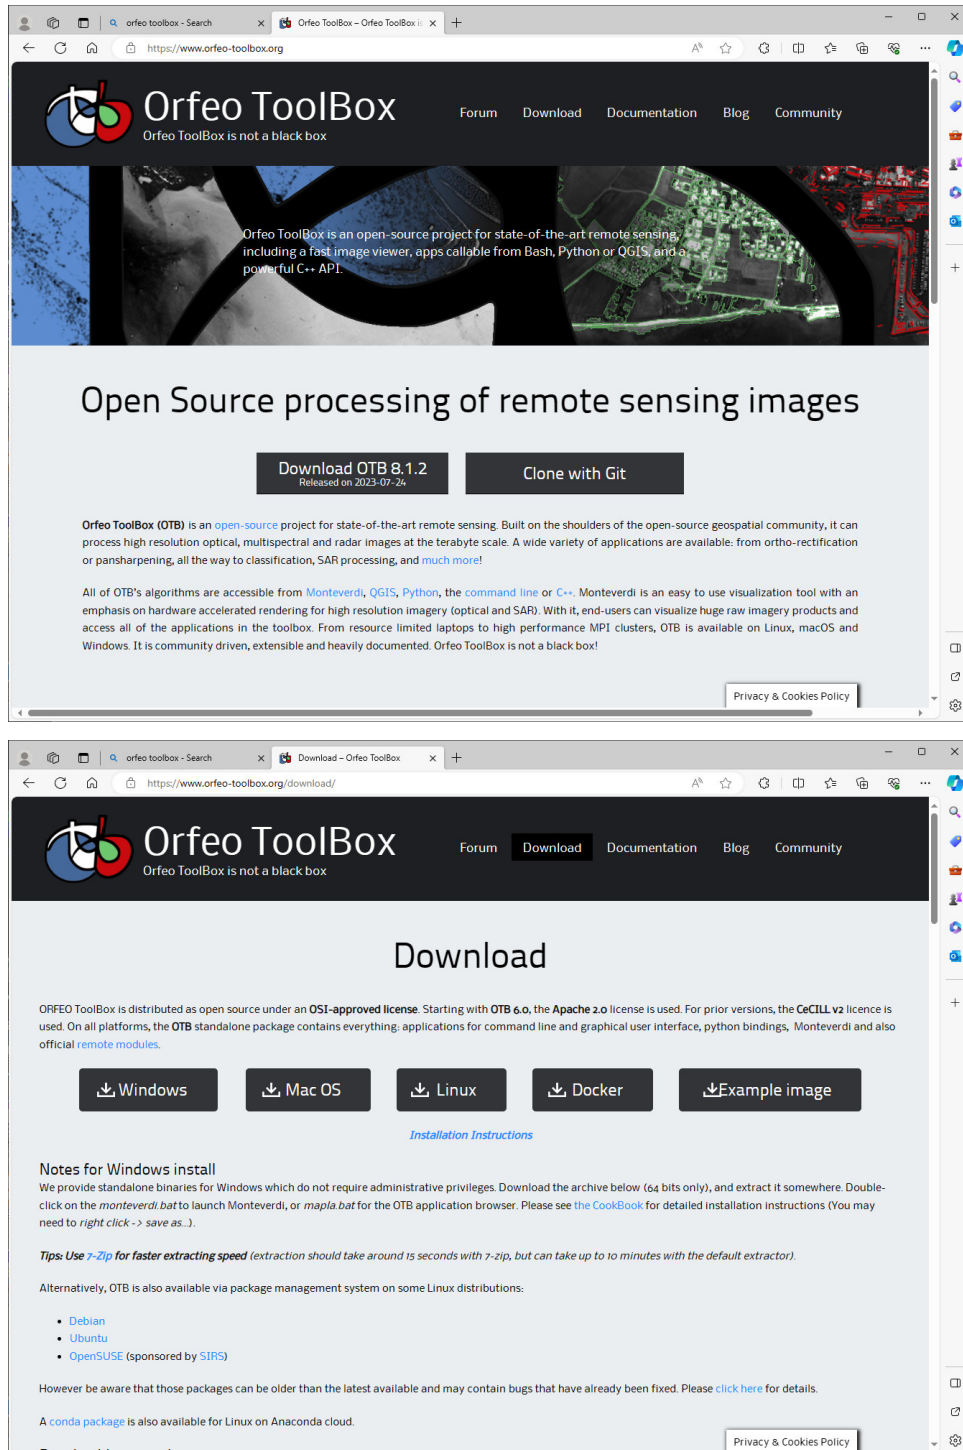 orfeo toolbox - Search
Orfeo ToolBox – Orfeo ToolBox is
https://www.orfeo-toolbox.org
Orfeo ToolBox
Orfeo ToolBox is not a black box
Forum Download Documentation Blog Community
Orfeo ToolBox is an open-source project for state-of-the-art remote sensing,
including a fast image viewer, apps callable from Bash, Python or QGIS, and a
powerful C++ API.
Open Source processing of remote sensing images
Download OTB 8.1.2
Released on 2023-07-24
Clone with Git
Orfeo ToolBox (OTB) is an open-source project for state-of-the-art remote sensing. Built on the shoulders of the open-source geospatial community, it can
process high resolution optical, multispectral and radar images at the terabyte scale. A wide variety of applications are available: from ortho-rectification
or pansharpening, all the way to classification, SAR processing, and much more!
All of OTB's algorithms are accessible from Monteverdi, QGIS, Python, the command line or C++. Monteverdi is an easy to use visualization tool with an
emphasis on hardware accelerated rendering for high resolution imagery (optical and SAR). With it, end-users can visualize huge raw imagery products and
access all of the applications in the toolbox. From resource limited laptops to high performance MPI clusters, OTB is available on Linux, macOS and
Windows. It is community driven, extensible and heavily documented. Orfeo ToolBox is not a black box!
Privacy & Cookies Policy
orfeo toolbox - Search
Download – Orfeo ToolBox
https://www.orfeo-toolbox.org/download/
Orfeo ToolBox
Orfeo ToolBox is not a black box
Forum Download Documentation Blog Community
Download
ORFEO ToolBox is distributed as open source under an OSI-approved license. Starting with OTB 6.0, the Apache 2.0 license is used. For prior versions, the CeCILL v2 licence is
used. On all platforms, the OTB standalone package contains everything: applications for command line and graphical user interface, python bindings, Monteverdi and also
official remote modules.
Windows Mac OS Linux Docker Example image
Installation Instructions
Notes for Windows install
We provide standalone binaries for Windows which do not require administrative privileges. Download the archive below (64 bits only), and extract it somewhere. Double-
click on the monteverdi.bat to launch Monteverdi, or mapla.bat for the OTB application browser. Please see the CookBook for detailed installation instructions (You may
need to right click -> save as...).
Tips: Use 7-Zip for faster extracting speed (extraction should take around 15 seconds with 7-zip, but can take up to 10 minutes with the default extractor).
Alternatively, OTB is also available via package management system on some Linux distributions:
• Debian
• Ubuntu
• OpenSUSE (sponsored by SIRS)
However be aware that those packages can be older than the latest available and may contain bugs that have already been fixed. Please click here for details.
A conda package is also available for Linux on Anaconda cloud.
Privacy & Cookies Policy